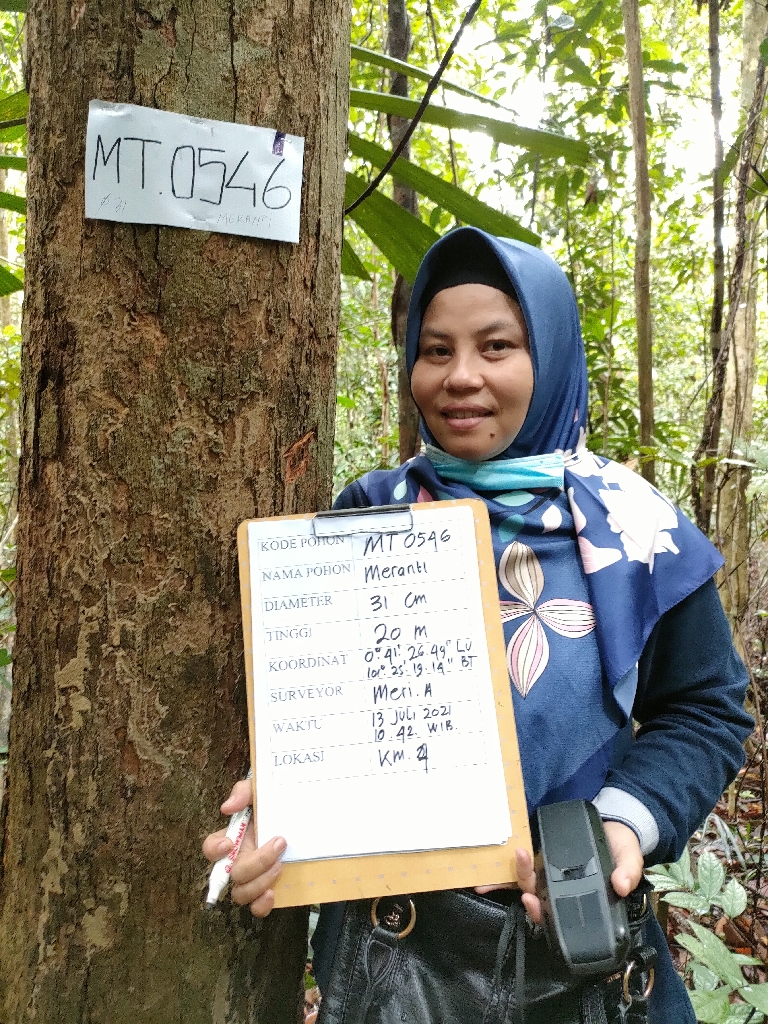 MT.0546
Ø 31 MERANTI
KODE POHON MT 0546
NAMA POHON Meranti
DIAMETER 31 cm
TINGGI 20 m
KOORDINAT 0° 41' 26.49" LU
101° 25' 19.14" BT
SURVEYOR Meri. A
WAKTU 13 Juli 2021
10.42 WIB.
LOKASI KM. 4